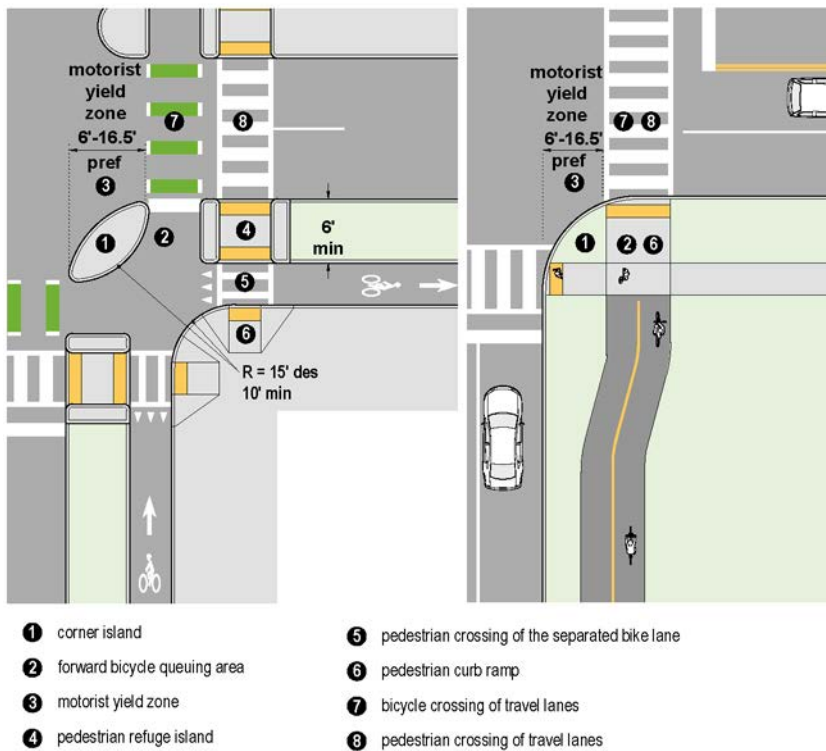 motorist
yield
zone
6'-16.5'
pref
3
7
8
1
2
4
6'
min
5
6
R = 15' des
10' min
motorist
yield
zone
6'-16.5'
pref
3
7 8
1
2 6
1 corner island
2 forward bicycle queuing area
3 motorist yield zone
4 pedestrian refuge island
5 pedestrian crossing of the separated bike lane
6 pedestrian curb ramp
7 bicycle crossing of travel lanes
8 pedestrian crossing of travel lanes